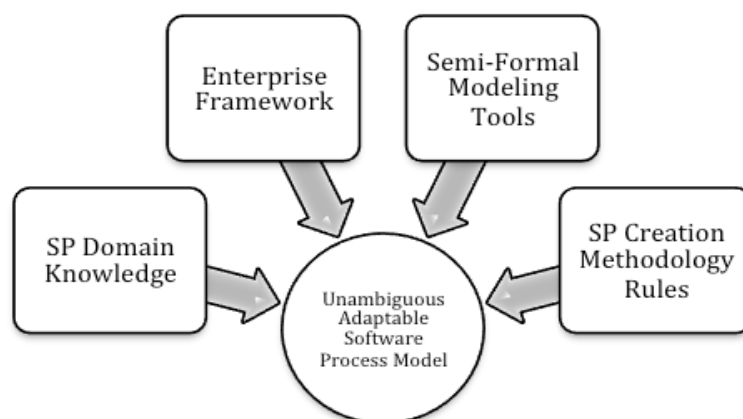 Enterprise
Framework
Semi-Formal
Modeling
Tools
SP Domain
Knowledge
SP Creation
Methodology
Rules
Unambiguous
Adaptable
Software
Process Model